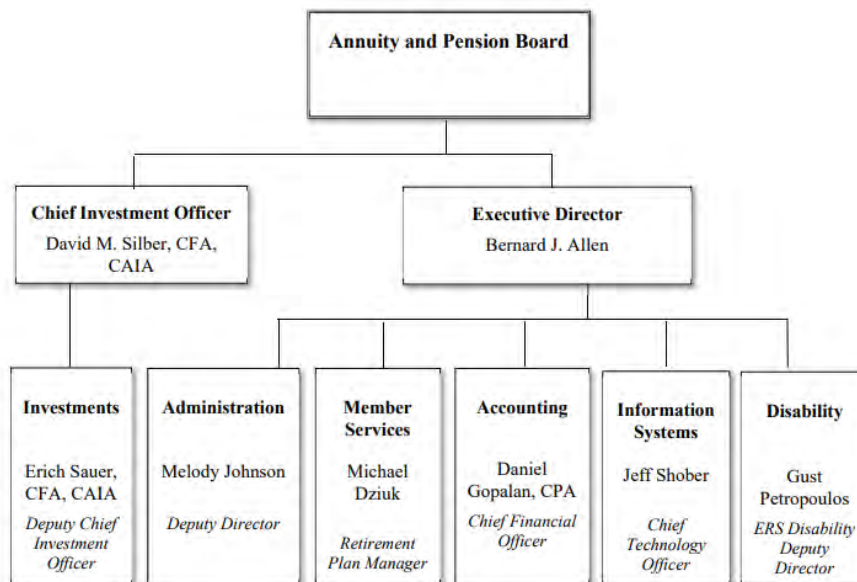 Annuity and Pension Board
Chief Investment Officer
David M. Silber, CFA,
CAIA
Executive Director
Bernard J. Allen
Investments
Erich Sauer,
CFA, CAIA
Deputy Chief
Investment
Officer
Administration
Melody Johnson
Deputy Director
Member
Services
Michael
Dziuk
Retirement
Plan Manager
Accounting
Daniel
Gopalan, CPA
Chief Financial
Officer
Information
Systems
Jeff Shober
Chief
Technology
Officer
Disability
Gust
Petropoulos
ERS Disability
Deputy
Director